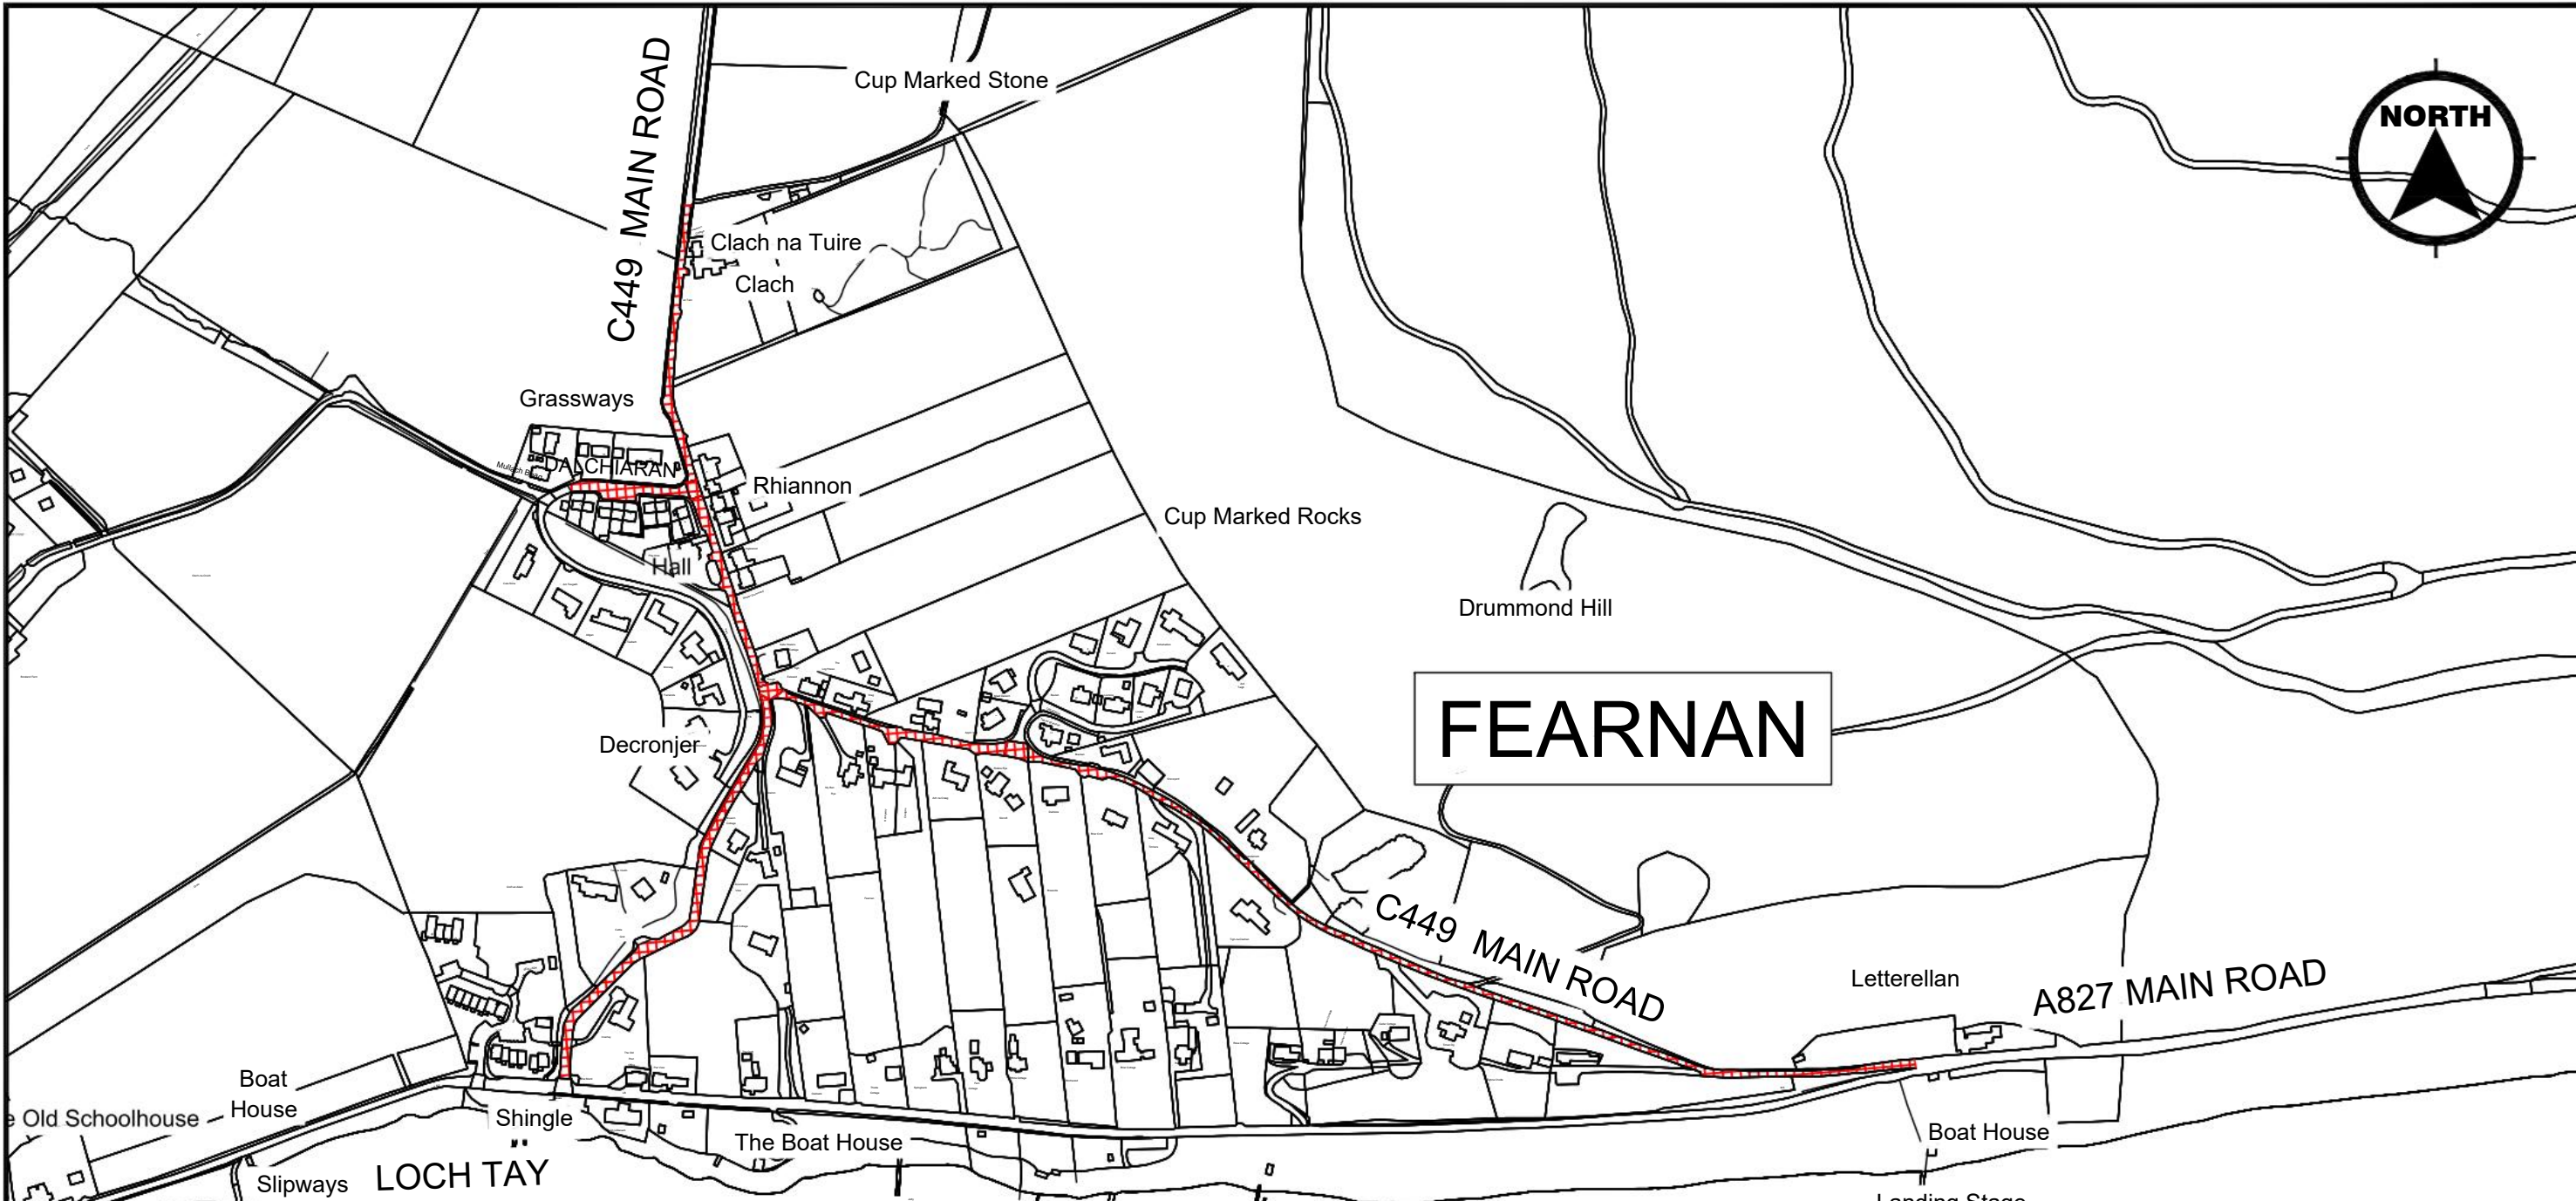 C449 MAIN ROAD
Cup Marked Stone
NORTH
Clach na Tuire
Clach
Grassways
DALCHIARAN
Rhiannon
Cup Marked Rocks
Hall
Drummond Hill
FEARNAN
Decronjer
C449 MAIN ROAD
Letterellan
A827 MAIN ROAD
Boat
House
Old Schoolhouse
Shingle
The Boat House
Boat House
Slipways
LOCH TAY
Landing Stage